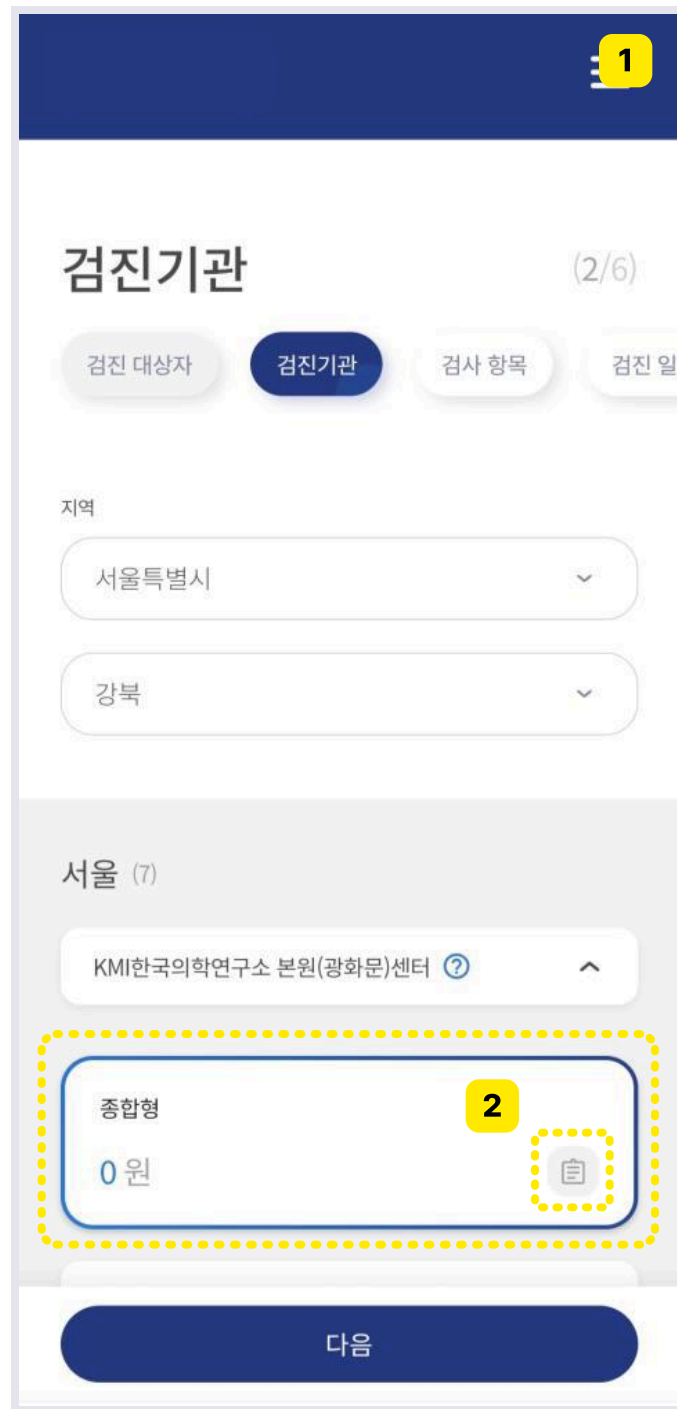 1
검진기관 (2/6)
검진 대상자 검진기관 검사 항목 검진 일
지역
서울특별시
강북
서울 (7)
KMI한국의학연구소 본원(광화문)센터 ?
종합형
2
0 원
다음